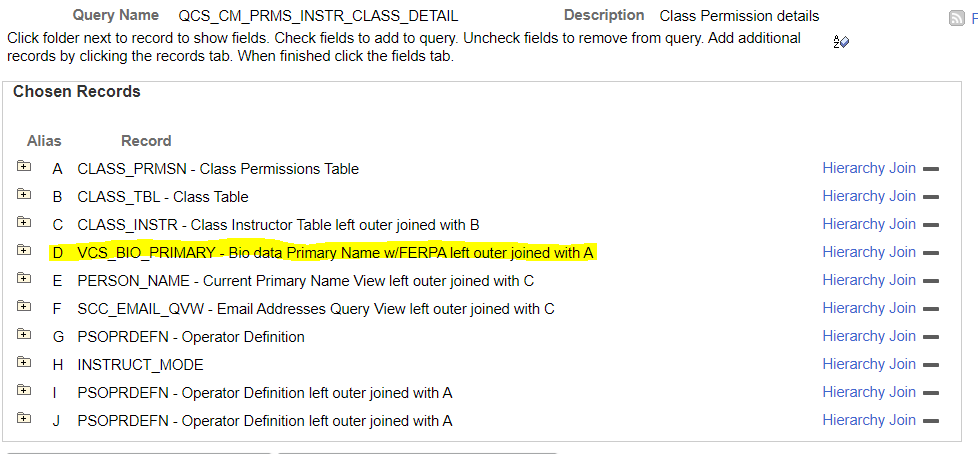 Query Name QCS_CM_PRMS_INSTR_CLASS_DETAIL Description Class Permission details
Click folder next to record to show fields. Check fields to add to query. Uncheck fields to remove from query. Add additional
records by clicking the records tab. When finished click the fields tab.
Chosen Records
Alias Record
A CLASS_PRMSN - Class Permissions Table Hierarchy Join
B CLASS_TBL - Class Table Hierarchy Join
C CLASS_INSTR - Class Instructor Table left outer joined with B Hierarchy Join
D VCS_BIO_PRIMARY - Bio data Primary Name w/FERPA left outer joined with A Hierarchy Join
E PERSON_NAME - Current Primary Name View left outer joined with C Hierarchy Join
F SCC_EMAIL_QVW - Email Addresses Query View left outer joined with C Hierarchy Join
G PSOPRDEFN - Operator Definition Hierarchy Join
H INSTRUCT_MODE Hierarchy Join
I PSOPRDEFN - Operator Definition left outer joined with A Hierarchy Join
J PSOPRDEFN - Operator Definition left outer joined with A Hierarchy Join